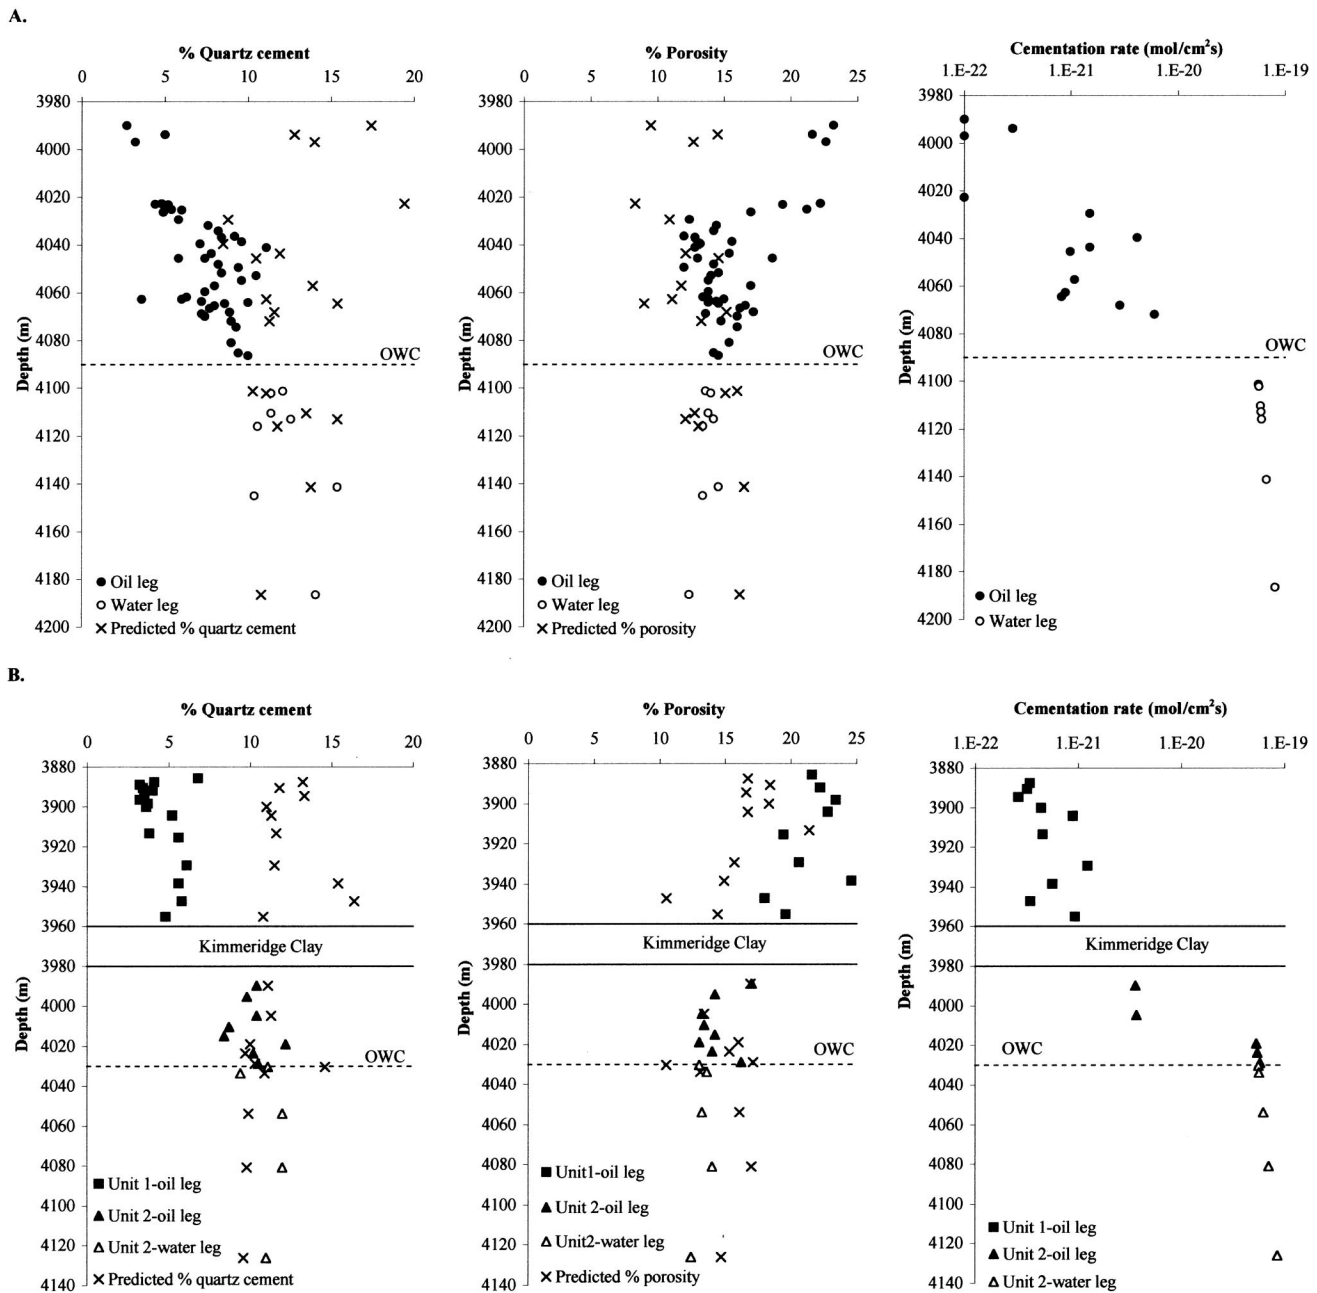 A.
% Quartz cement
0 5 10 15 20
3980
4000
4020
4040
4060
4080
4100
4120
4140
4160
4180
4200
Depth (m)
OWC
Oil leg
Water leg
Predicted % quartz cement
% Porosity
0 5 10 15 20 25
3980
4000
4020
4040
4060
4080
4100
4120
4140
4160
4180
4200
Depth (m)
OWC
Oil leg
Water leg
Predicted % porosity
Cementation rate (mol/cm²s)
1.E-22 1.E-21 1.E-20 1.E-19
3980
4000
4020
4040
4060
4080
4100
4120
4140
4160
4180
4200
Depth (m)
OWC
Oil leg
Water leg
B.
% Quartz cement
0 5 10 15 20
3880
3900
3920
3940
3960
Kimmeridge Clay
3980
4000
4020
4040
4060
4080
4100
4120
4140
Depth (m)
OWC
Unit 1-oil leg
Unit 2-oil leg
Unit 2-water leg
Predicted % quartz cement
% Porosity
0 5 10 15 20 25
3880
3900
3920
3940
3960
Kimmeridge Clay
3980
4000
4020
4040
4060
4080
4100
4120
4140
Depth (m)
OWC
Unit1-oil leg
Unit 2-oil leg
Unit2-water leg
Predicted % porosity
Cementation rate (mol/cm²s)
1.E-22 1.E-21 1.E-20 1.E-19
3880
3900
3920
3940
3960
Kimmeridge Clay
3980
4000
4020
4040
4060
4080
4100
4120
4140
Depth (m)
OWC
Unit 1-oil leg
Unit 2-oil leg
Unit 2-water leg